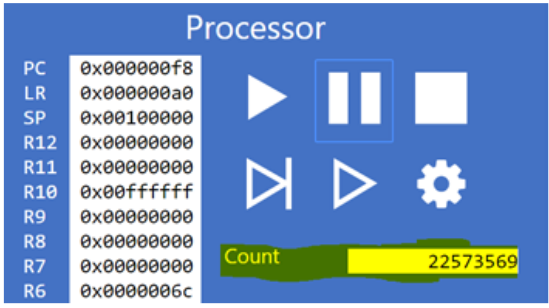 Processor
PC 0x000000f8
LR 0x000000a0
SP 0x00100000
R12 0x00000000
R11 0x00000000
R10 0x00ffffff
R9 0x00000000
R8 0x00000000
R7 0x00000000
R6 0x0000006c
Count 22573569